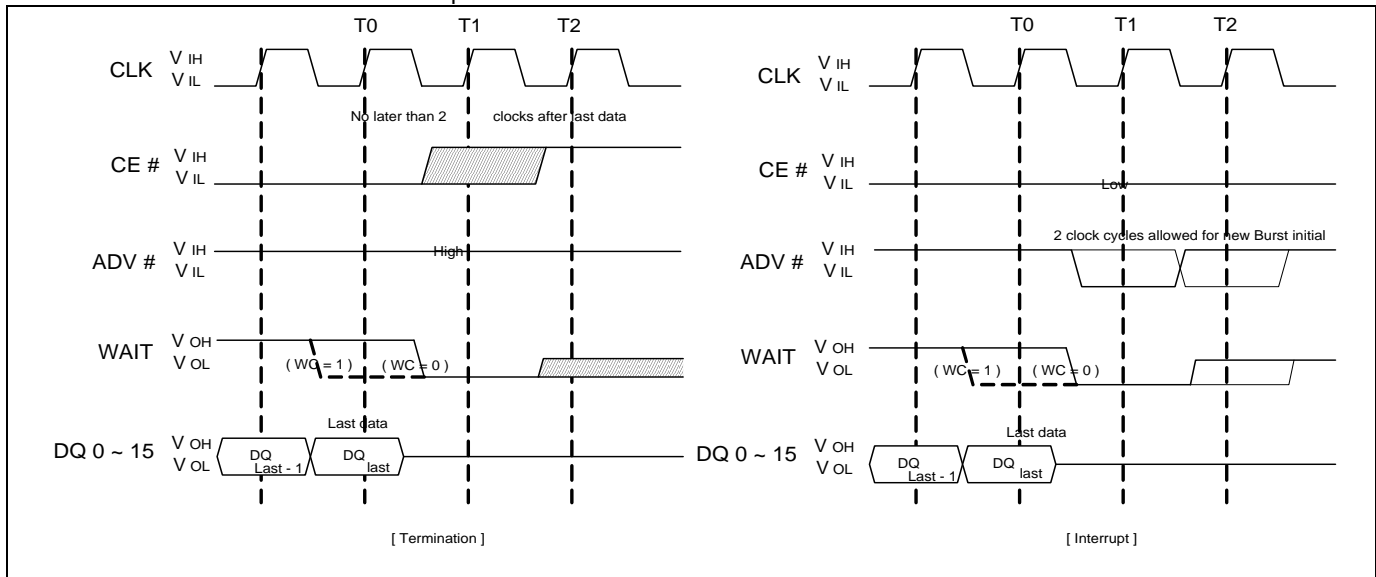 T0 T1 T2
CLK V IH
V IL
No later than 2 clocks after last data
CE # V IH
V IL
ADV # V IH
V IL
High
WAIT V OH
V OL
( WC = 1 ) ( WC = 0 )
Last data
DQ 0 ~ 15 V OH
V OL
DQ Last - 1
DQ last
[ Termination ]
T0 T1 T2
CLK V IH
V IL
CE # V IH
V IL
Low
2 clock cycles allowed for new Burst initial
ADV # V IH
V IL
WAIT V OH
V OL
( WC = 1 ) ( WC = 0 )
Last data
DQ 0 ~ 15 V OH
V OL
DQ Last - 1
DQ last
[ Interrupt ]